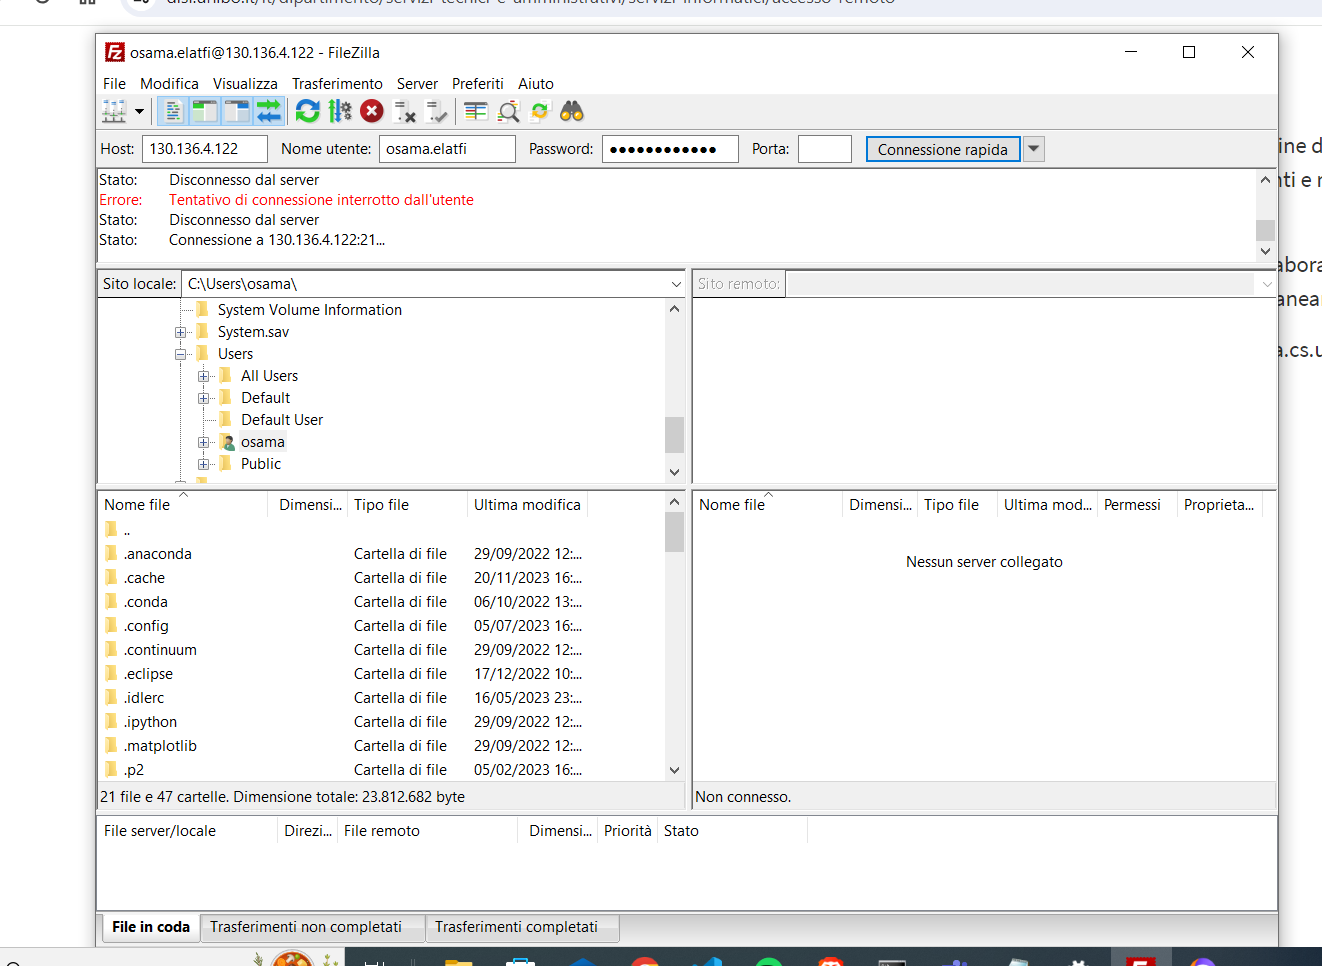 disi.unibo.it/it/dipartimento/servizi-tecnici-e-amministrativi/servizi-informatici/accesso-remoto
osama.elatfi@130.136.4.122 - FileZilla
File Modifica Visualizza Trasferimento Server Preferiti Aiuto
Host: 130.136.4.122 Nome utente: osama.elatfi Password: ●●●●●●●●●●●● Porta: Connessione rapida
Stato: Disconnesso dal server
Errore: Tentativo di connessione interrotto dall'utente
Stato: Disconnesso dal server
Stato: Connessione a 130.136.4.122:21...
Sito locale: C:\Users\osama\
Sito remoto:
System Volume Information
System.sav
Users
All Users
Default
Default User
osama
Public
Nome file Dimensi... Tipo file Ultima modifica
..
.anaconda Cartella di file 29/09/2022 12:...
.cache Cartella di file 20/11/2023 16:...
.conda Cartella di file 06/10/2022 13:...
.config Cartella di file 05/07/2023 16:...
.continuum Cartella di file 29/09/2022 12:...
.eclipse Cartella di file 17/12/2022 10:...
.idlerc Cartella di file 16/05/2023 23:...
.ipython Cartella di file 29/09/2022 12:...
.matplotlib Cartella di file 29/09/2022 12:...
.p2 Cartella di file 05/02/2023 16:...
21 file e 47 cartelle. Dimensione totale: 23.812.682 byte
Nome file Dimensi... Tipo file Ultima mod... Permessi Proprieta...
Nessun server collegato
Non connesso.
File server/locale Direzi... File remoto Dimensi... Priorità Stato
File in coda Trasferimenti non completati Trasferimenti completati